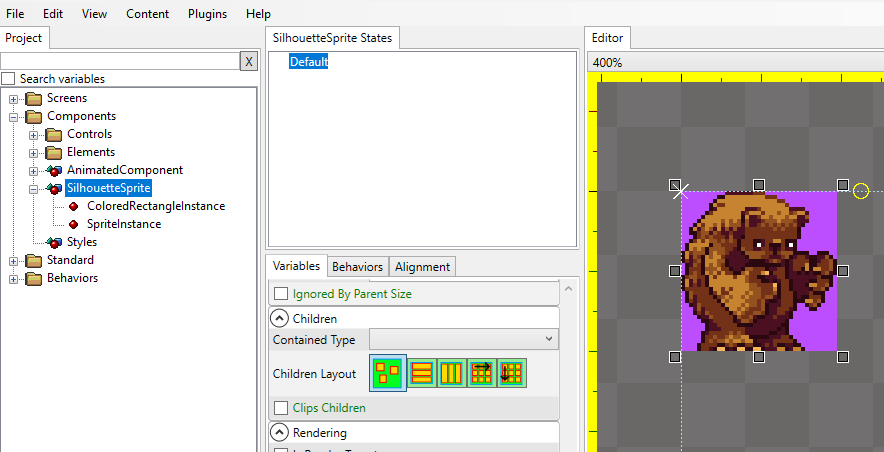 File Edit View Content Plugins Help
Project
X
Search variables
Screens
Components
Controls
Elements
AnimatedComponent
SilhouetteSprite
ColoredRectangleInstance
SpriteInstance
Styles
Standard
Behaviors
SilhouetteSprite States
Default
Variables Behaviors Alignment
Ignored By Parent Size
Children
Contained Type
Children Layout
Clips Children
Rendering
Editor
400%